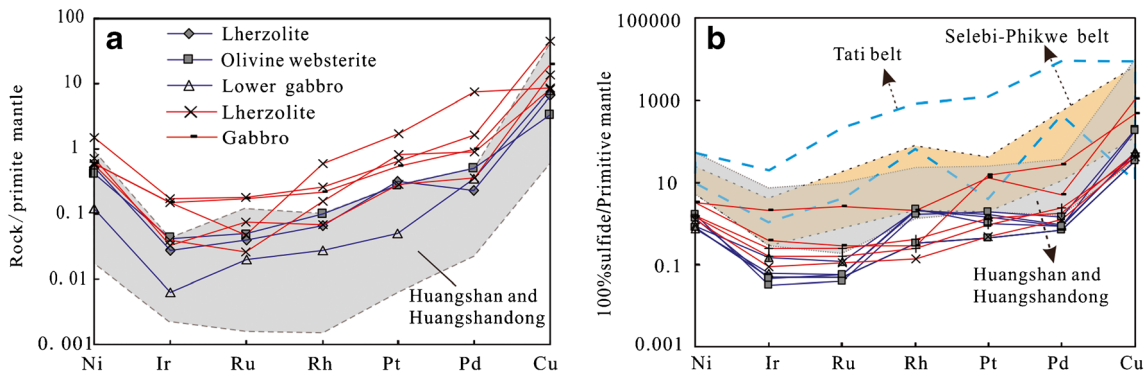 a
100
10
1
0.1
0.01
0.001
Rock/primite mantle
Lherzolite
Olivine websterite
Lower gabbro
Lherzolite
Gabbro
Huangshan and
Huangshandong
Ni Ir Ru Rh Pt Pd Cu
b
100000
1000
10
0.1
0.001
100%sulfide/Primitive mantle
Tati belt
Selebi-Phikwe belt
Huangshan and
Huangshandong
Ni Ir Ru Rh Pt Pd Cu